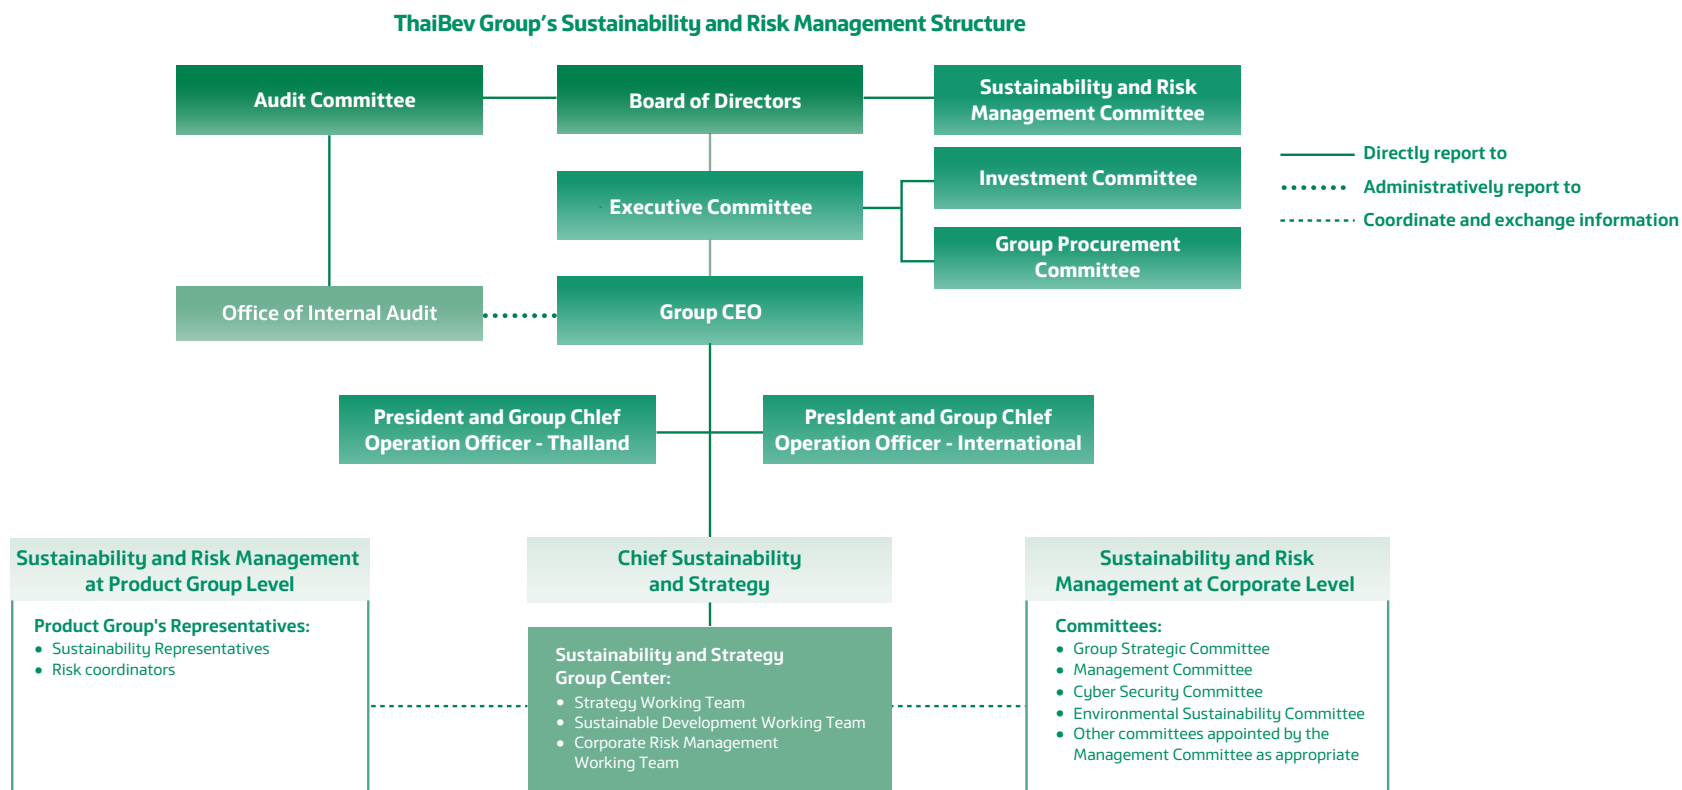 ThaiBev Group's Sustainability and Risk Management Structure
Audit Committee
Board of Directors
Sustainability and Risk
Management Committee
Directly report to
Administratively report to
Coordinate and exchange information
Investment Committee
Executive Committee
Group Procurement
Committee
Office of Internal Audit
Group CEO
President and Group Chlef
Operation Officer - Thalland
PresIdent and Group Chlef
Operation Officer - International
Sustainability and Risk Management
at Product Group Level
Product Group's Representatives:
• Sustainability Representatives
• Risk coordinators
Chief Sustainability
and Strategy
Sustainability and Strategy
Group Center:
• Strategy Working Team
• Sustainable Development Working Team
• Corporate Risk Management
Working Team
Sustainability and Risk
Management at Corporate Level
Committees:
• Group Strategic Committee
• Management Committee
• Cyber Security Committee
• Environmental Sustainability Committee
• Other committees appointed by the
Management Committee as appropriate